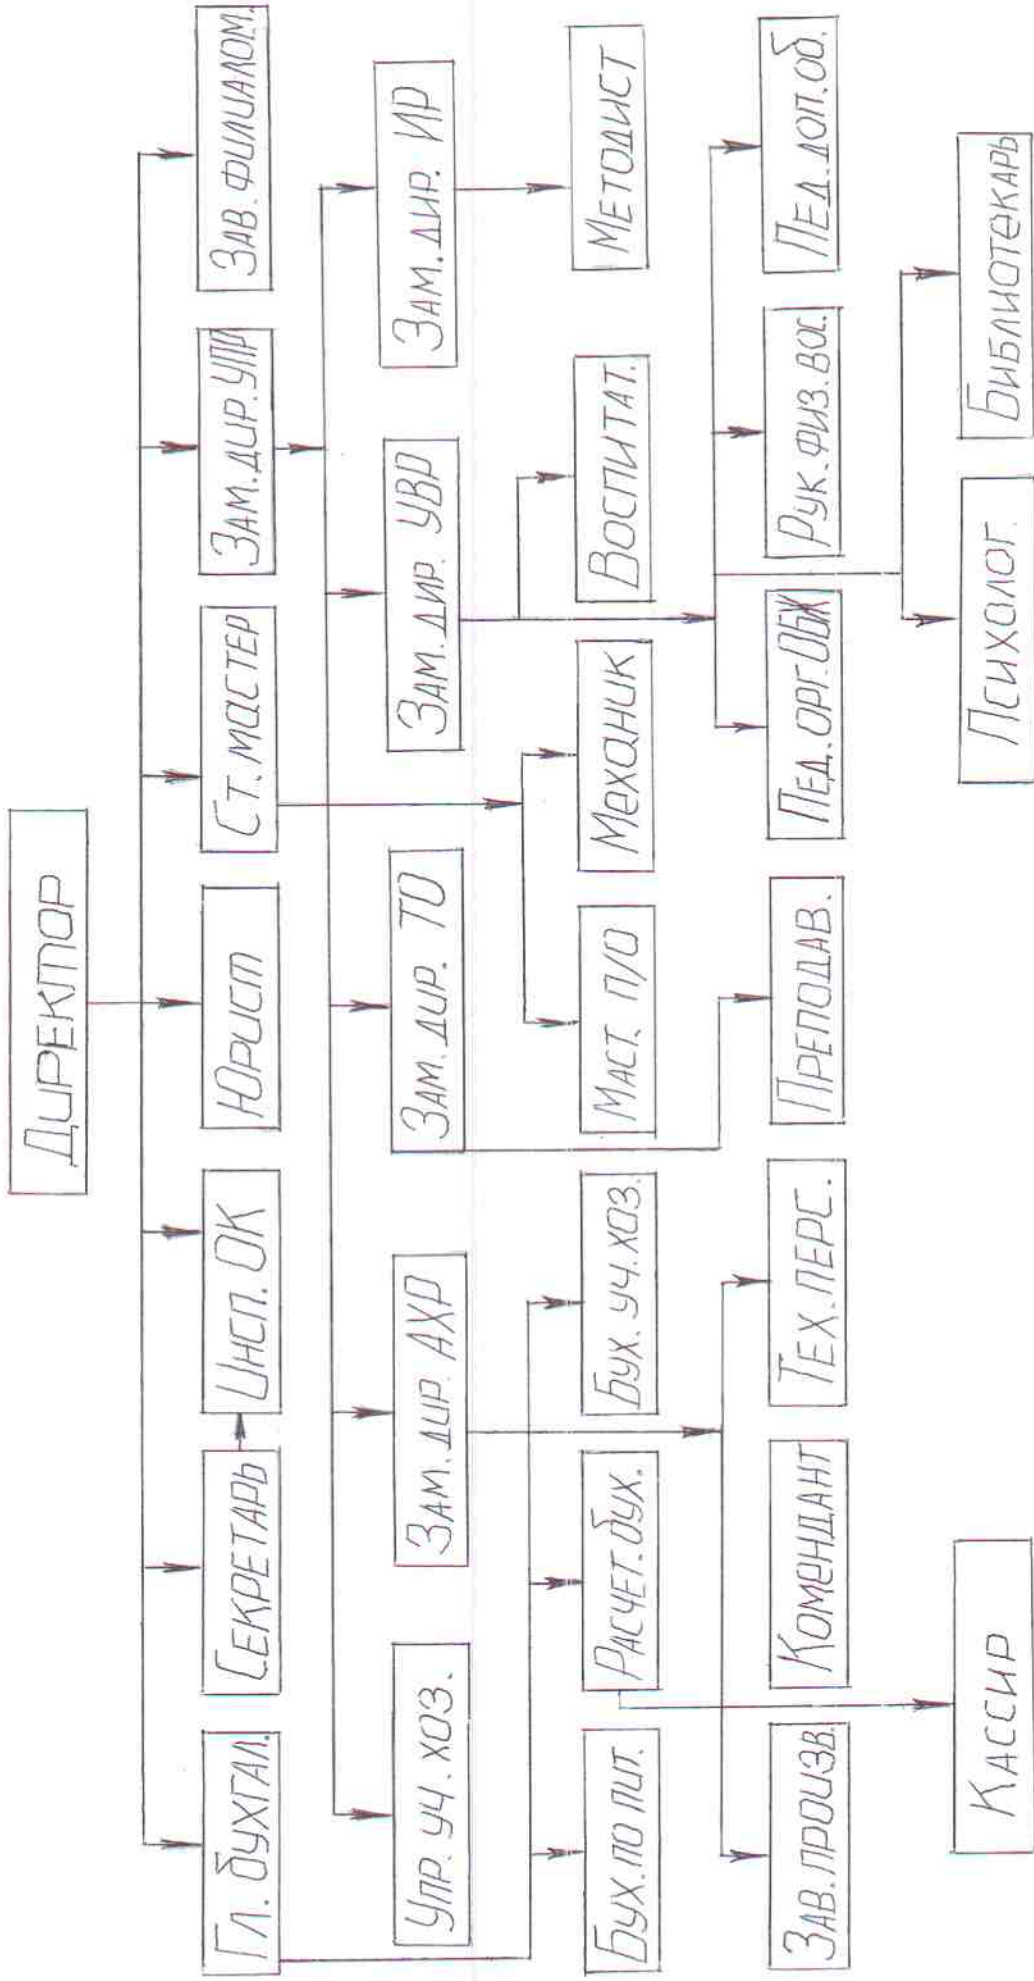 ДИРЕКТОР
ГЛ. БУХГАЛ.
СЕКРЕТАРЬ
ИНСП. ОК
ЮРИСТ
СТ. МАСТЕР
ЗАМ.ДИР.УПР
ЗАВ. ФИЛИАЛОМ.
УПР. УЧ. ХОЗ.
ЗАМ. ДИР. АХР
ЗАМ. ДИР. ТО
ЗАМ. ДИР. УВР
ЗАМ. ДИР. ИР
БУХ. ПО ПИТ.
РАСЧЕТ. БУХ.
БУХ. УЧ. ХОЗ.
МАСТ. П/О
МЕХАНИК
ВОСПИТАТ.
МЕТОДИСТ
ЗАВ. ПРОИЗВ.
КОМЕНДАНТ
ТЕХ. ПЕРС.
ПРЕПОДАВ.
ПЕД. ОРГ. ОБЖ
РУК. ФИЗ. ВОС.
ПЕД. ДОП. ОБ.
КАССИР
ПСИХОЛОГ.
БИБЛИОТЕКАРЬ